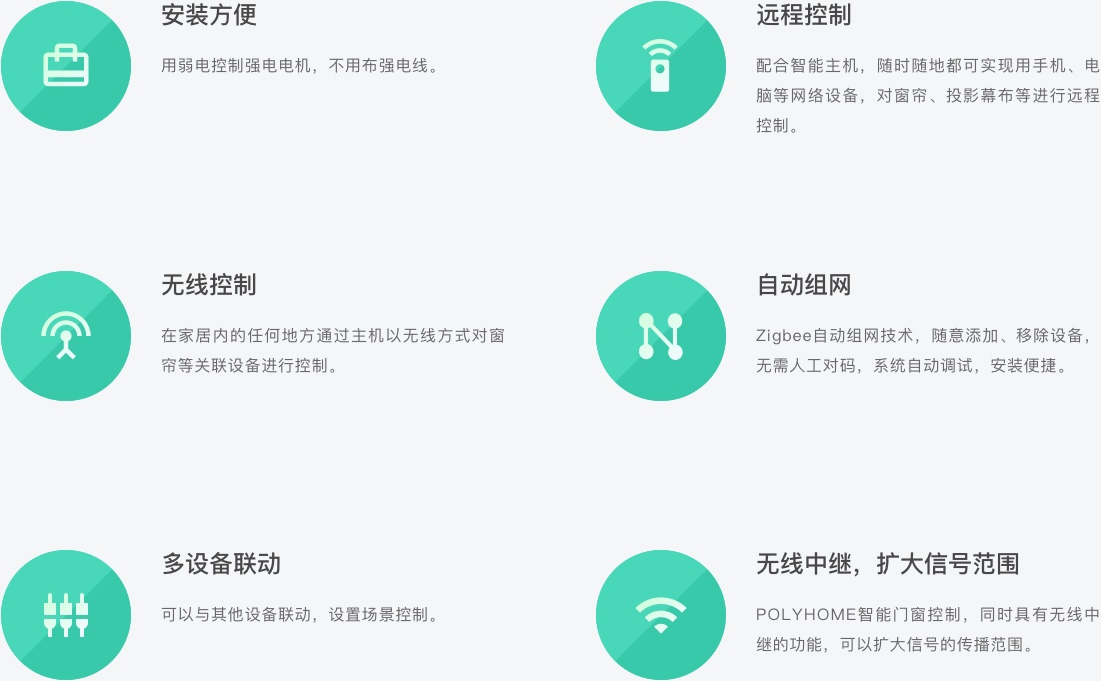 安装方便
用弱电控制强电电机，不用布强电线。
远程控制
配合智能主机，随时随地都可实现用手机、电
脑等网络设备，对窗帘、投影幕布等进行远程
控制。
无线控制
在家居内的任何地方通过主机以无线方式对窗
帘等关联设备进行控制。
自动组网
Zigbee自动组网技术，随意添加、移除设备，
无需人工对码，系统自动调试，安装便捷。
多设备联动
可以与其他设备联动，设置场景控制。
无线中继，扩大信号范围
POLYHOME智能门窗控制，同时具有无线中
继的功能，可以扩大信号的传播范围。